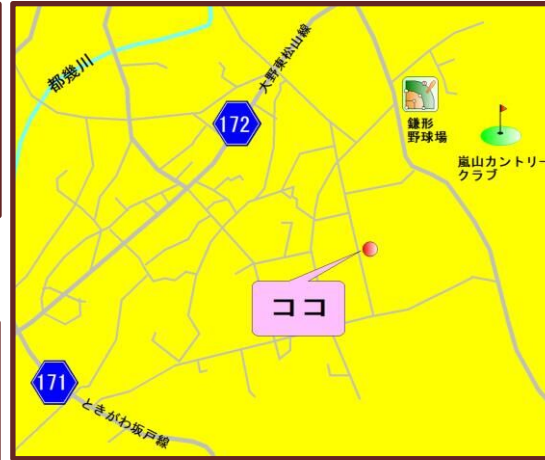 都幾川
大野東松山線
172
鎌形
野球場
嵐山カントリー
クラブ
ココ
171
ときがわ坂戸線